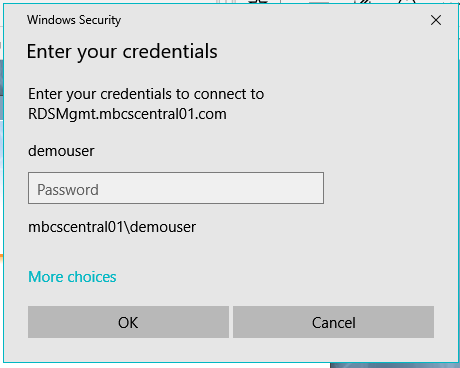 Windows Security
Enter your credentials
Enter your credentials to connect to
RDSMgmt.mbcscentral01.com
demouser
Password
mbcscentral01\demouser
More choices
OK
Cancel